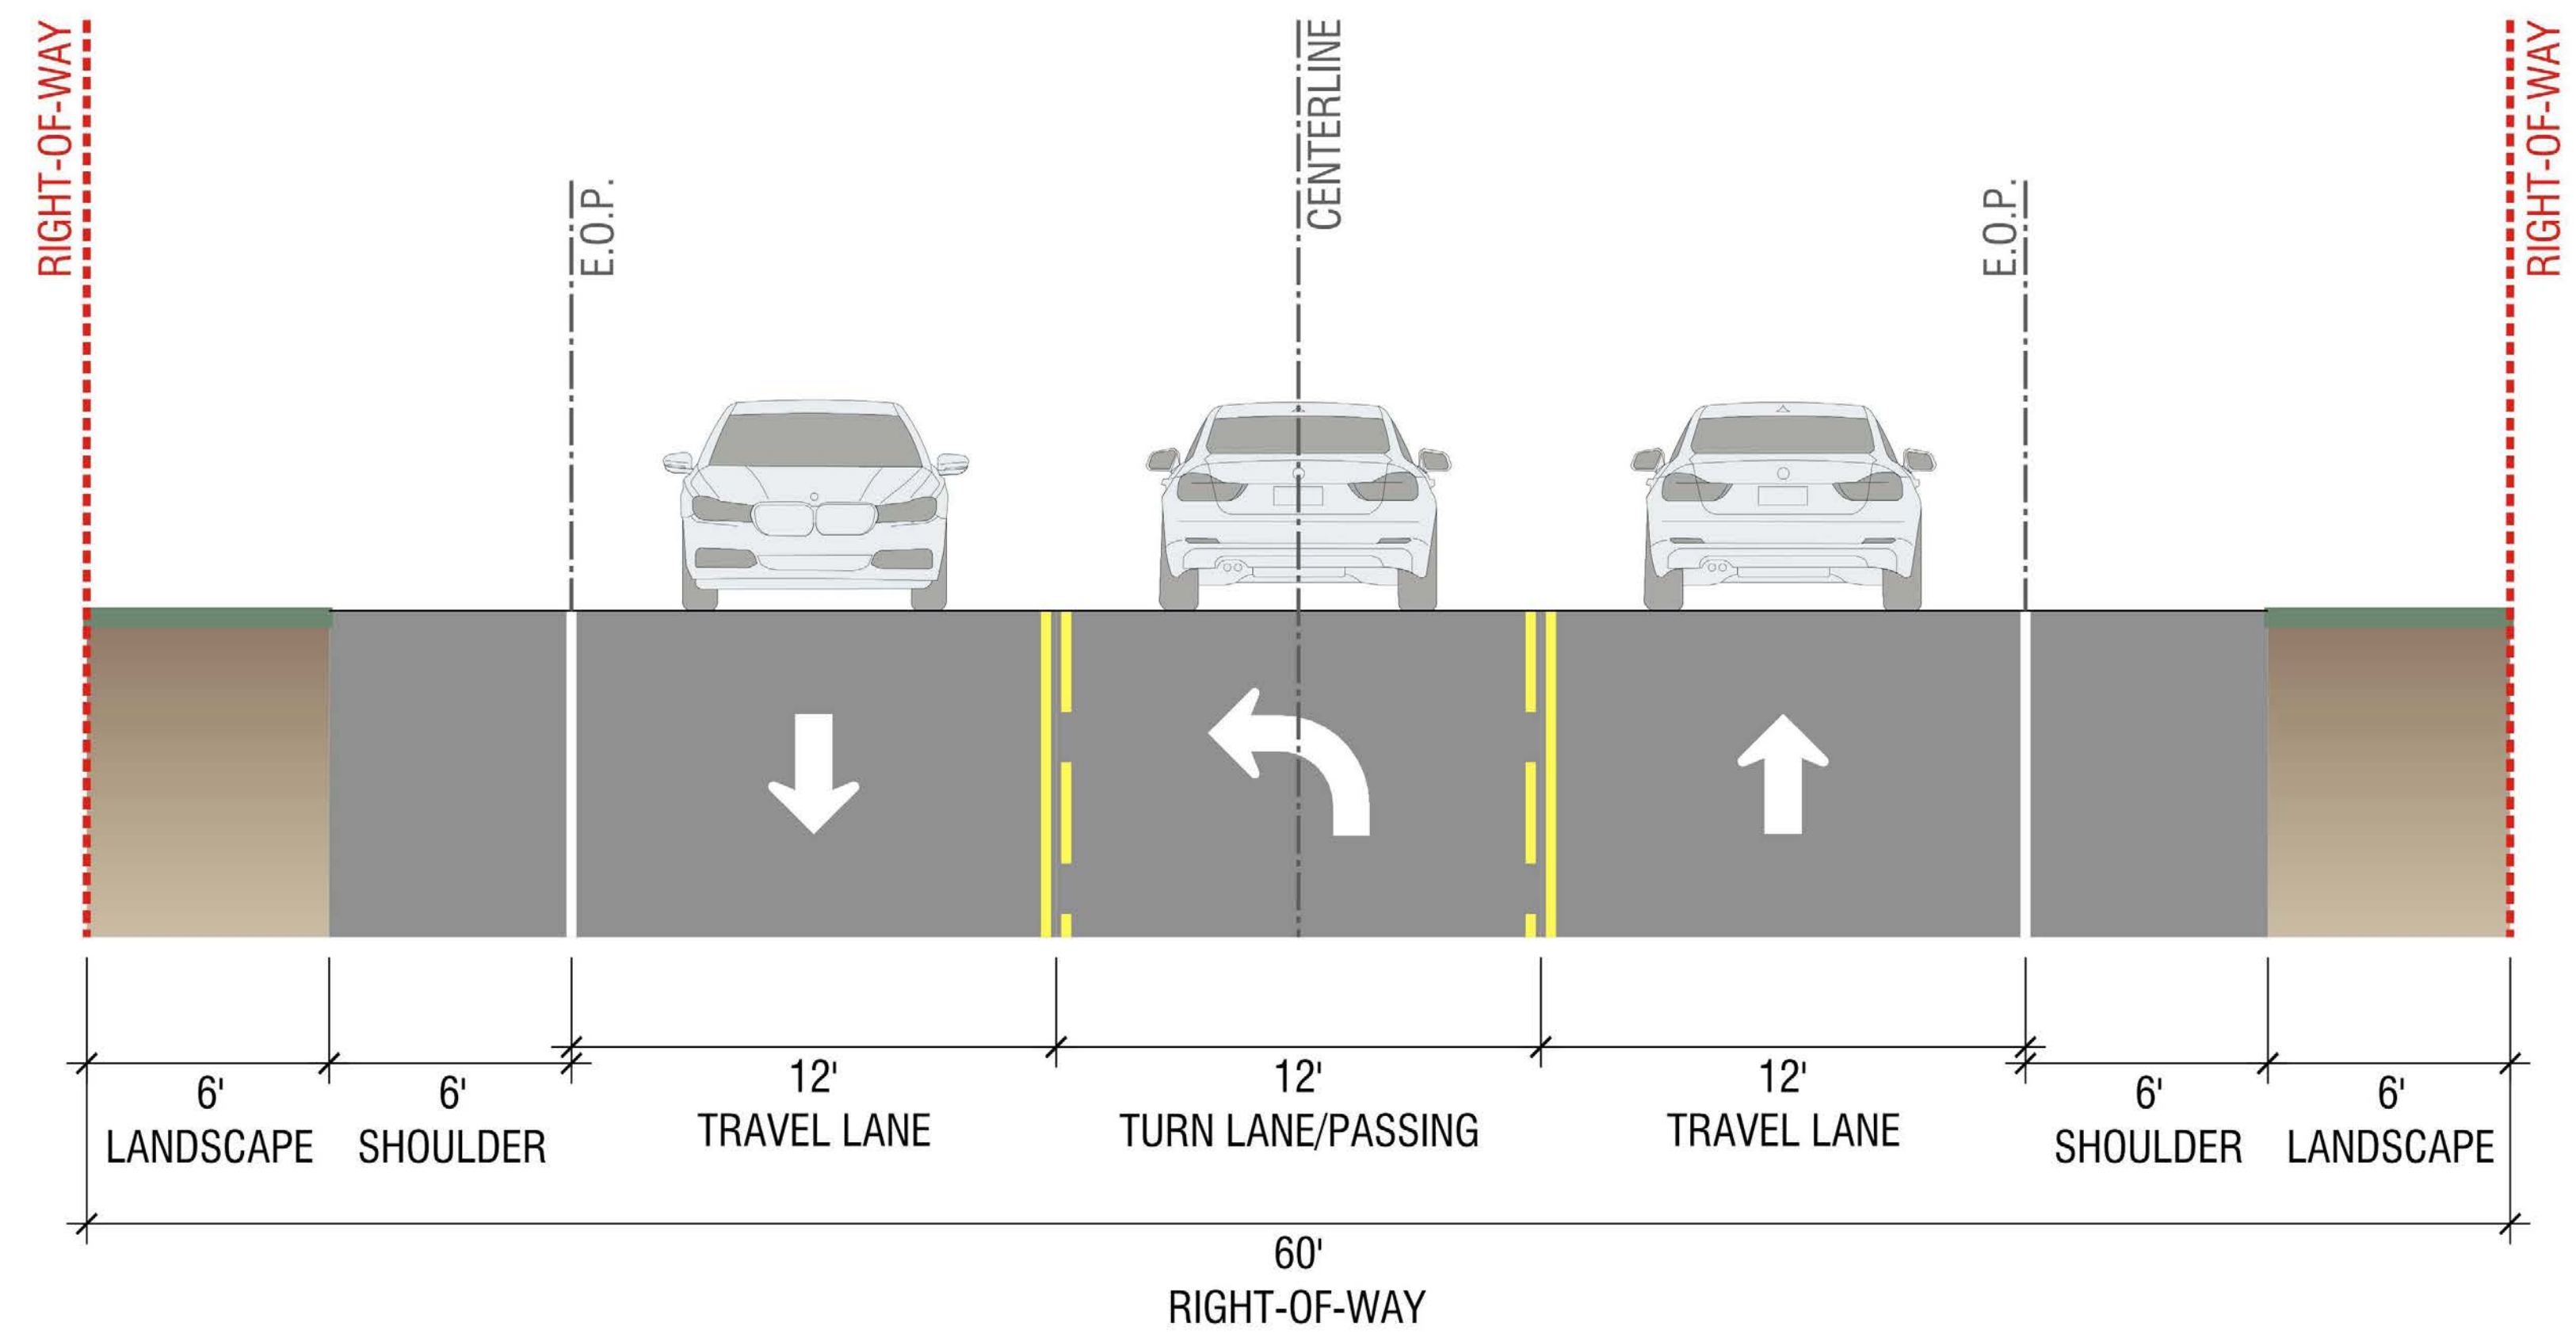 RIGHT-OF-WAY
E.O.P.
CENTERLINE
E.O.P.
RIGHT-OF-WAY
6'
LANDSCAPE
6'
SHOULDER
12'
TRAVEL LANE
12'
TURN LANE/PASSING
12'
TRAVEL LANE
6'
SHOULDER
6'
LANDSCAPE
60'
RIGHT-OF-WAY